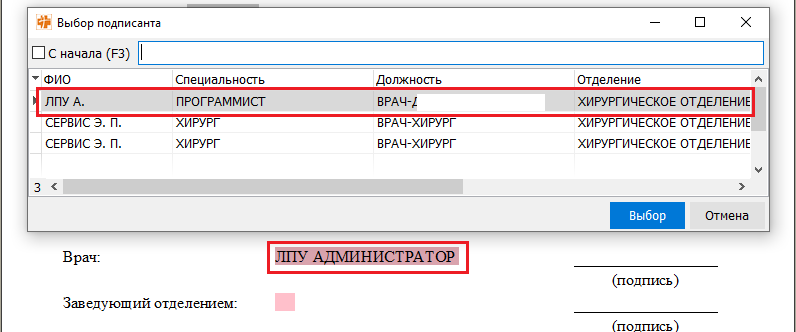 Выбор подписанта
С начала (F3)
ФИО Специальность Должность Отделение
ЛПУ А. ПРОГРАММИСТ ВРАЧ- ХИРУРГИЧЕСКОЕ ОТДЕЛЕНИЕ
СЕРВИС Э. П. ХИРУРГ ВРАЧ-ХИРУРГ ХИРУРГИЧЕСКОЕ ОТДЕЛЕНИЕ
СЕРВИС Э. П. ХИРУРГ ВРАЧ-ХИРУРГ ХИРУРГИЧЕСКОЕ ОТДЕЛЕНИЕ
3
Выбор Отмена
Врач: ЛПУ АДМИНИСТРАТОР
(подпись)
Заведующий отделением:
(подпись)